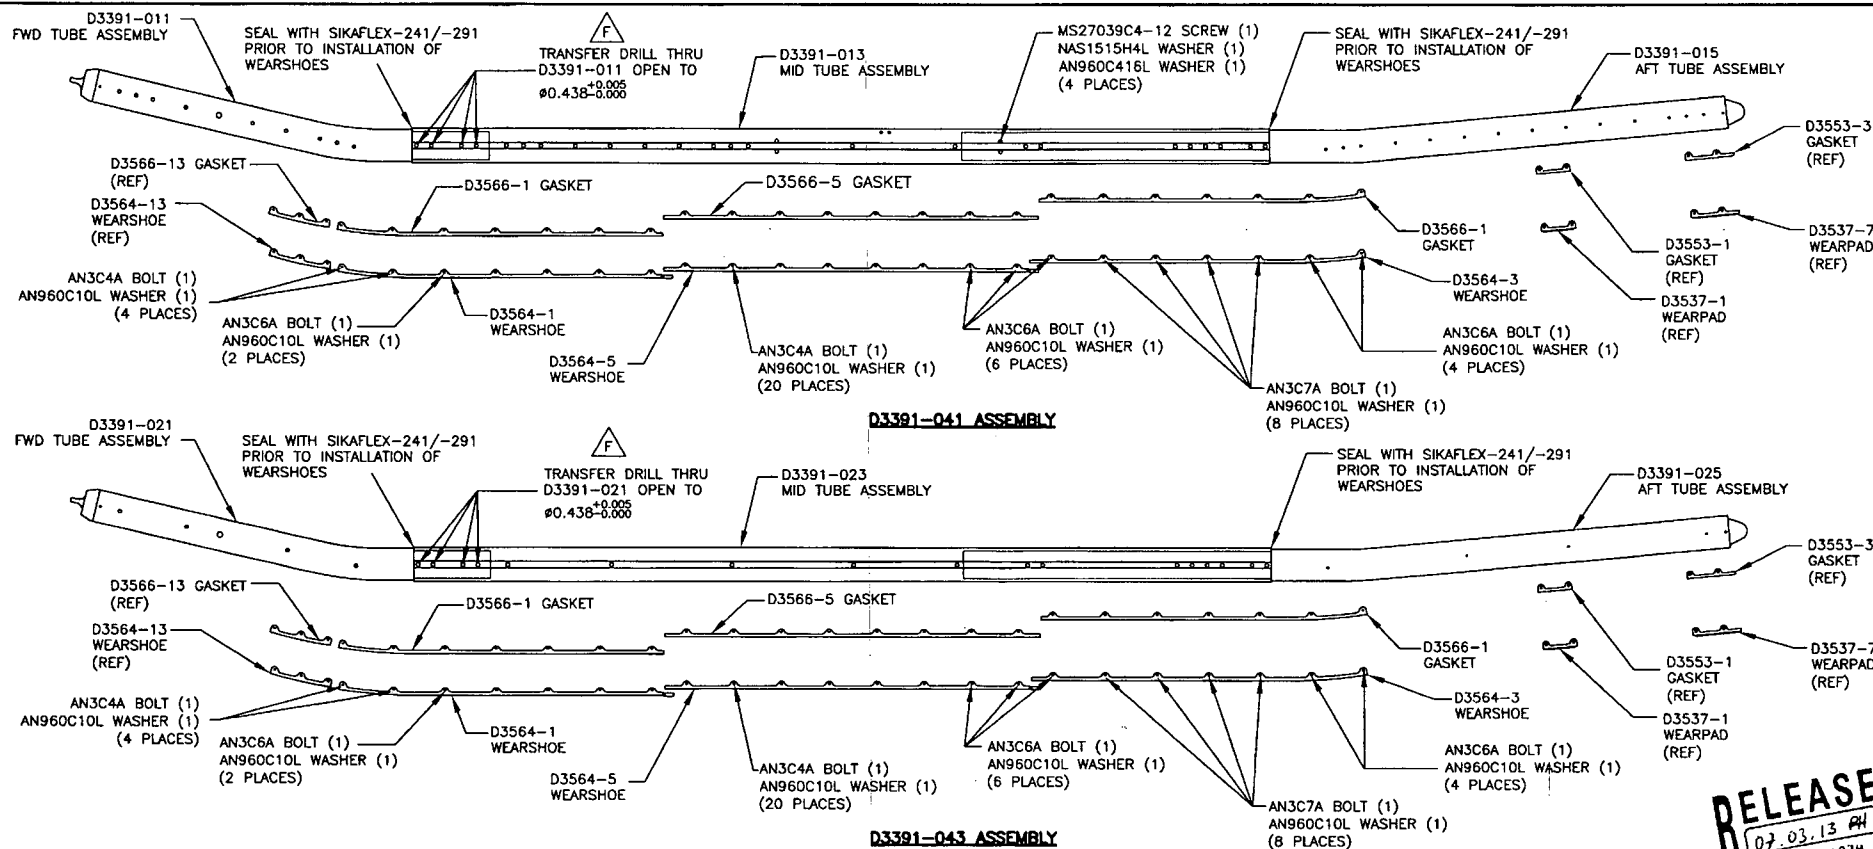 D3391-011
FWD TUBE ASSEMBLY
SEAL WITH SIKAFLEX-241/-291
PRIOR TO INSTALLATION OF
WEARSHOES
F
TRANSFER DRILL THRU
D3391-011 OPEN TO
ø0.438+0.005-0.000
D3391-013
MID TUBE ASSEMBLY
MS27039C4-12 SCREW (1)
NAS1515H4L WASHER (1)
AN960C416L WASHER (1)
(4 PLACES)
SEAL WITH SIKAFLEX-241/-291
PRIOR TO INSTALLATION OF
WEARSHOES
D3391-015
AFT TUBE ASSEMBLY
D3553-3
GASKET
(REF)
D3566-13 GASKET
(REF)
D3566-1 GASKET
D3566-5 GASKET
D3564-13
WEARSHOE
(REF)
D3566-1
GASKET
D3553-1
GASKET
(REF)
D3537-7
WEARPAD
(REF)
AN3C4A BOLT (1)
AN960C10L WASHER (1)
(4 PLACES)
AN3C6A BOLT (1)
AN960C10L WASHER (1)
(2 PLACES)
D3564-1
WEARSHOE
D3564-5
WEARSHOE
AN3C4A BOLT (1)
AN960C10L WASHER (1)
(20 PLACES)
AN3C6A BOLT (1)
AN960C10L WASHER (1)
(6 PLACES)
D3564-3
WEARSHOE
D3537-1
WEARPAD
(REF)
AN3C6A BOLT (1)
AN960C10L WASHER (1)
(4 PLACES)
AN3C7A BOLT (1)
AN960C10L WASHER (1)
(8 PLACES)
D3391-041 ASSEMBLY
D3391-021
FWD TUBE ASSEMBLY
SEAL WITH SIKAFLEX-241/-291
PRIOR TO INSTALLATION OF
WEARSHOES
F
TRANSFER DRILL THRU
D3391-021 OPEN TO
ø0.438+0.005-0.000
D3391-023
MID TUBE ASSEMBLY
SEAL WITH SIKAFLEX-241/-291
PRIOR TO INSTALLATION OF
WEARSHOES
D3391-025
AFT TUBE ASSEMBLY
D3553-3
GASKET
(REF)
D3566-13 GASKET
(REF)
D3566-1 GASKET
D3566-5 GASKET
D3564-13
WEARSHOE
(REF)
D3566-1
GASKET
D3553-1
GASKET
(REF)
D3537-7
WEARPAD
(REF)
AN3C4A BOLT (1)
AN960C10L WASHER (1)
(4 PLACES)
AN3C6A BOLT (1)
AN960C10L WASHER (1)
(2 PLACES)
D3564-1
WEARSHOE
D3564-5
WEARSHOE
AN3C4A BOLT (1)
AN960C10L WASHER (1)
(20 PLACES)
AN3C6A BOLT (1)
AN960C10L WASHER (1)
(6 PLACES)
D3564-3
WEARSHOE
D3537-1
WEARPAD
(REF)
AN3C6A BOLT (1)
AN960C10L WASHER (1)
(4 PLACES)
AN3C7A BOLT (1)
AN960C10L WASHER (1)
(8 PLACES)
D3391-043 ASSEMBLY
RELEASE
07.03.13